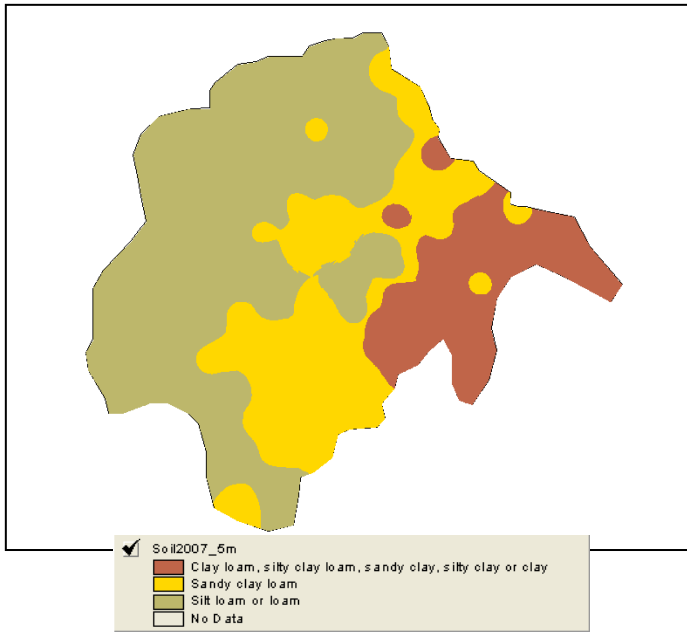 Soil2007_5m
Clay loam, silty clay loam, sandy clay, silty clay or clay
Sandy clay loam
Silt loam or loam
No Data